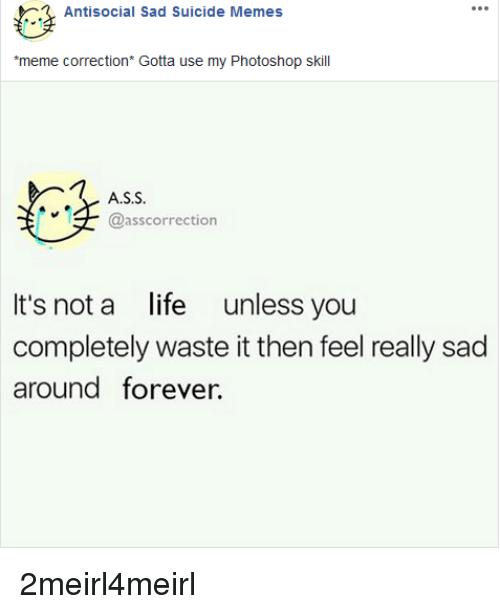 Antisocial Sad Suicide Memes
*meme correction* Gotta use my Photoshop skill
A.S.S.
@asscorrection
It's not a life unless you
completely waste it then feel really sad
around forever.
2meirl4meirl